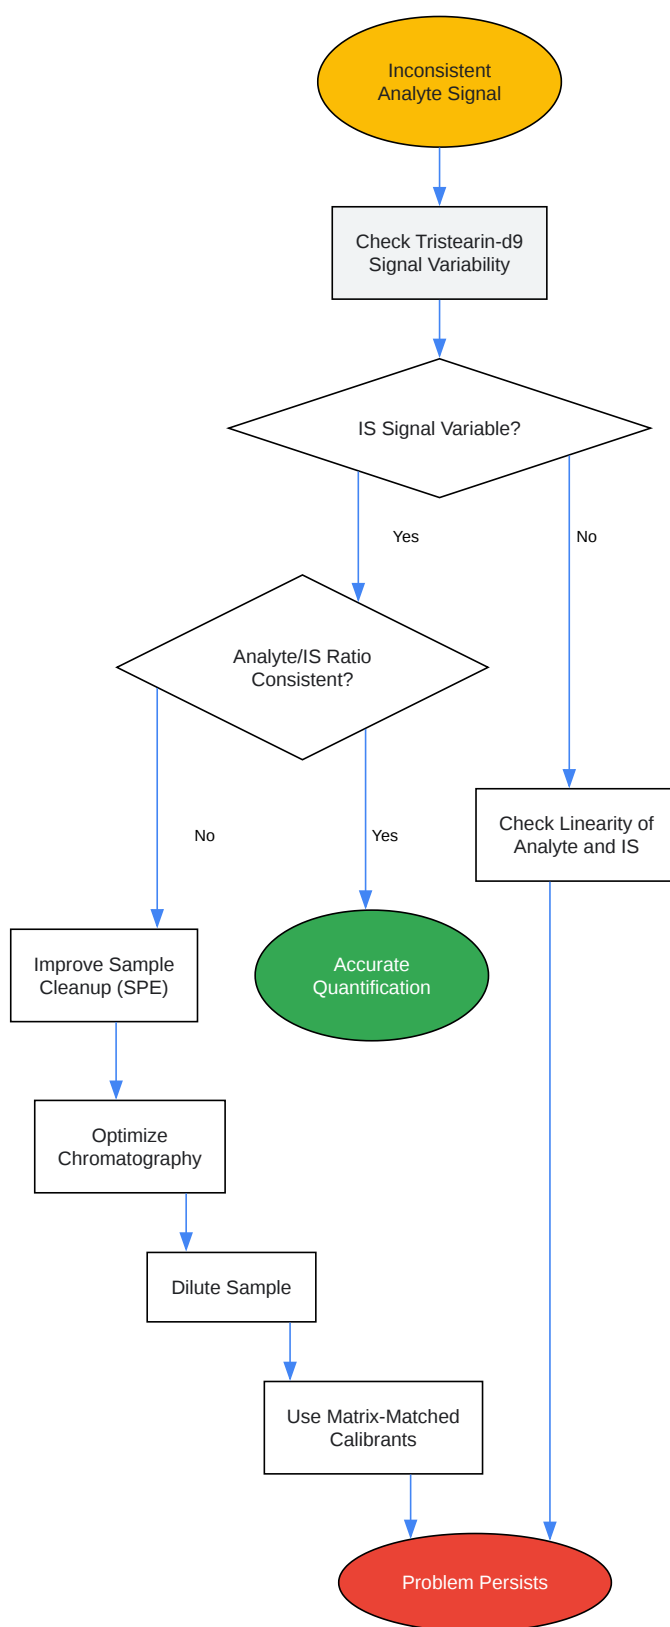 Inconsistent
Analyte Signal
Check Tristearin-d9
Signal Variability
IS Signal Variable?
Yes
No
Analyte/IS Ratio
Consistent?
No
Yes
Check Linearity of
Analyte and IS
Improve Sample
Cleanup (SPE)
Accurate
Quantification
Optimize
Chromatography
Dilute Sample
Use Matrix-Matched
Calibrants
Problem Persists